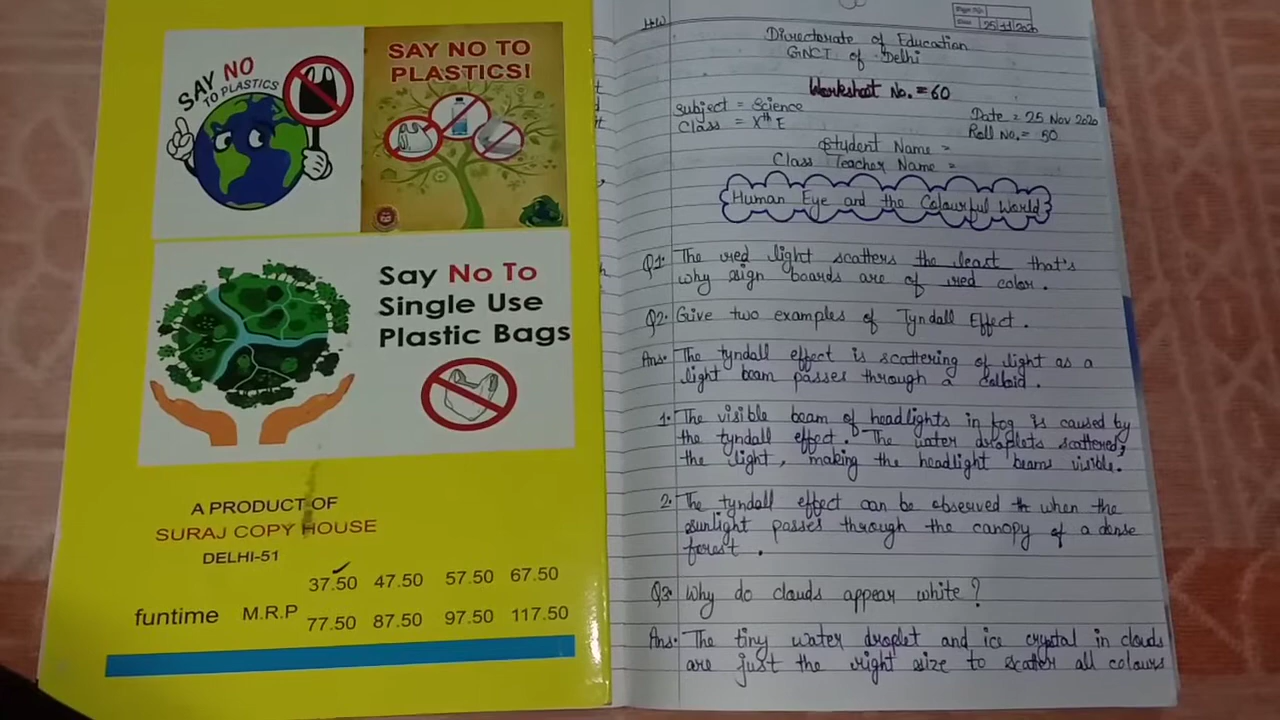 SAY NO
TO PLASTICS
SAY NO TO
PLASTICS!
Say No To
Single Use
Plastic Bags
A PRODUCT OF
SURAJ COPY HOUSE
DELHI-51
37.50 47.50 57.50 67.50
funtime M.R.P
77.50 87.50 97.50 117.50
H.W
Page No.
Date 25/11/2020
Directorate of Education
GNCT of Delhi
Worksheet No. = 60
Subject = Science
Date = 25 Nov 2020
Class = Xth E
Roll No. = 50
Student Name =
Class Teacher Name =
Human Eye and the Colourful World
Q1. The red light scatters the least that's
why sign boards are of red color.
Q2. Give two examples of Tyndall Effect.
Ans. The tyndall effect is scattering of light as a
light beam passes through a colloid.
1. The visible beam of headlights in fog is caused by
the tyndall effect. The water droplets scattered,
the light, making the headlight beams visible.
2. The tyndall effect can be observed when the
sunlight passes through the canopy of a dense
forest.
Q3. Why do clouds appear white?
Ans. The tiny water droplet and ice crystal in clouds
are just the right size to scatter all colours